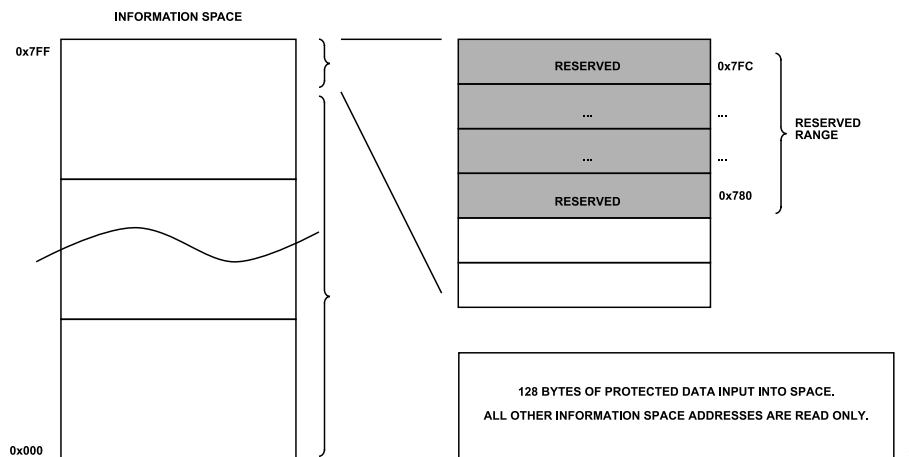 INFORMATION SPACE
0x7FF
0x000
RESERVED
0x7FC
...
...
...
...
RESERVED
0x780
RESERVED
RANGE
128 BYTES OF PROTECTED DATA INPUT INTO SPACE.
ALL OTHER INFORMATION SPACE ADDRESSES ARE READ ONLY.